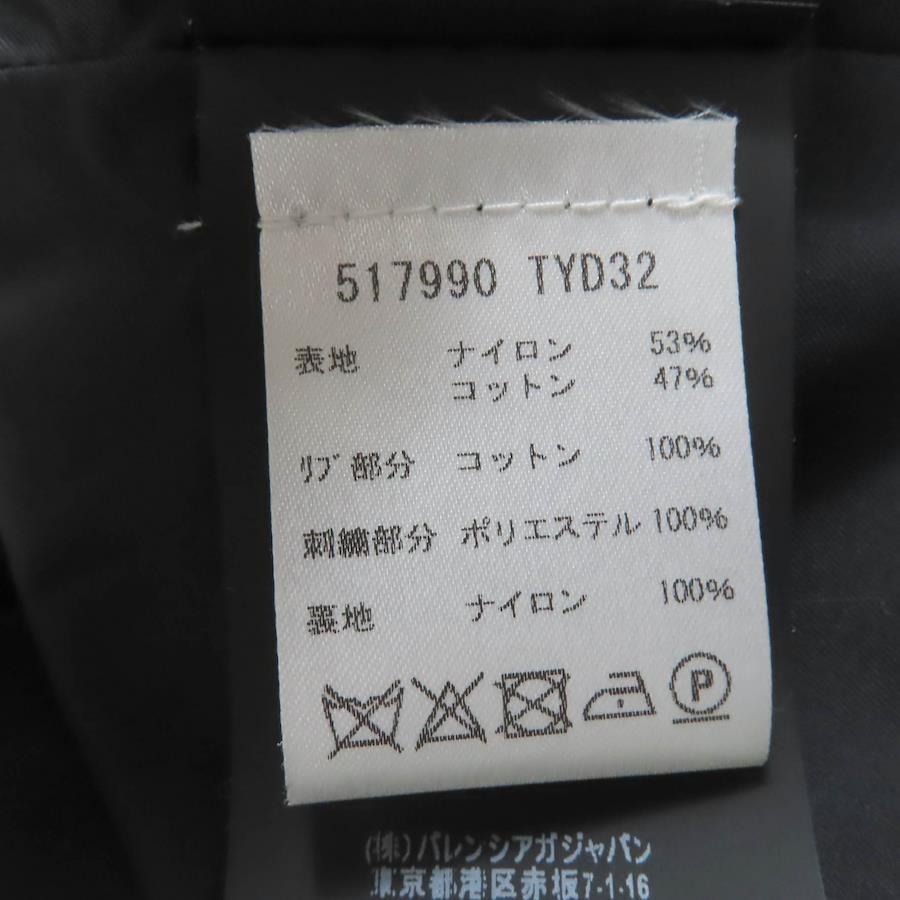 517990 TYD32
表地 ナイロン 53%
コットン 47%
リブ部分 コットン 100%
刺繍部分 ポリエステル 100%
裏地 ナイロン 100%
P
(株)バレンシアガジャパン
東京都港区赤坂7-1-16